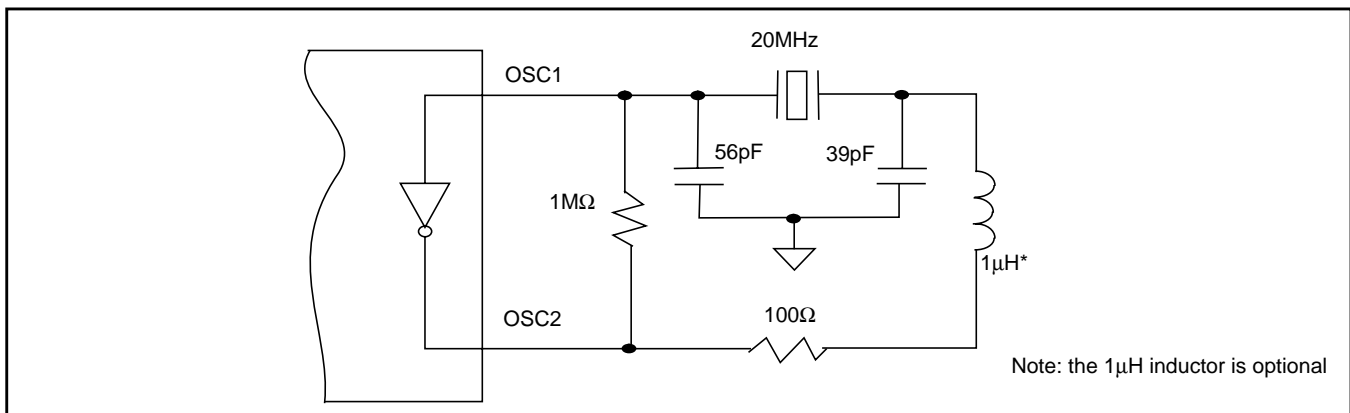 20MHz
OSC1
56pF
39pF
1MΩ
1μH*
OSC2
100Ω
Note: the 1μH inductor is optional